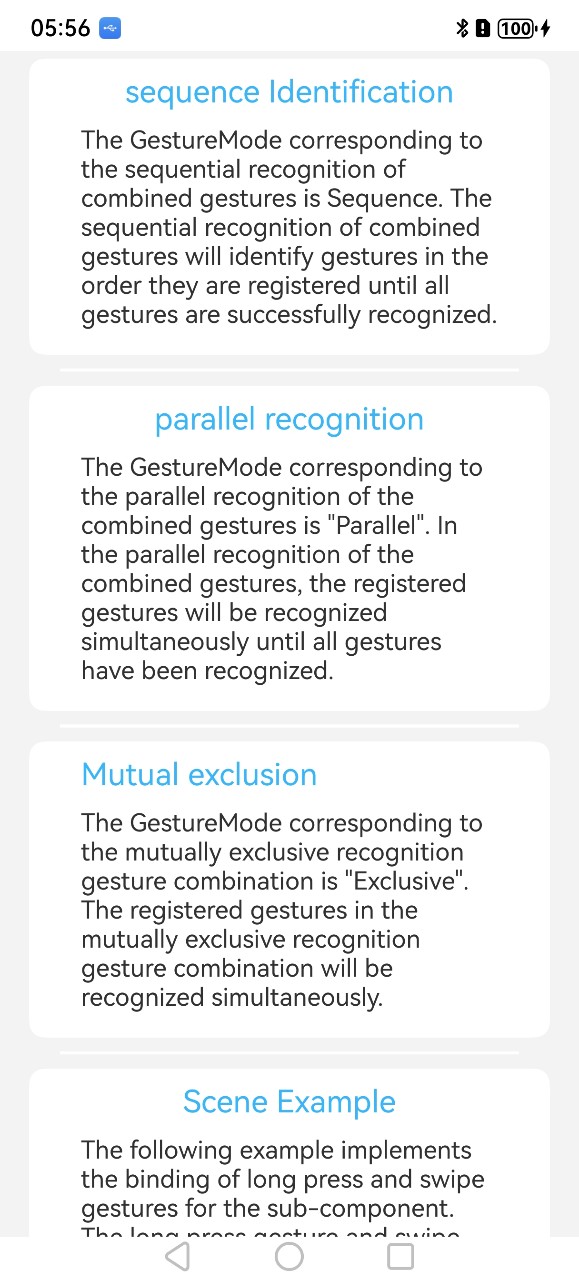 05:56
100
sequence Identification
The GestureMode corresponding to
the sequential recognition of
combined gestures is Sequence. The
sequential recognition of combined
gestures will identify gestures in the
order they are registered until all
gestures are successfully recognized.
parallel recognition
The GestureMode corresponding to
the parallel recognition of the
combined gestures is "Parallel". In
the parallel recognition of the
combined gestures, the registered
gestures will be recognized
simultaneously until all gestures
have been recognized.
Mutual exclusion
The GestureMode corresponding to
the mutually exclusive recognition
gesture combination is "Exclusive".
The registered gestures in the
mutually exclusive recognition
gesture combination will be
recognized simultaneously.
Scene Example
The following example implements
the binding of long press and swipe
gestures for the sub-component.
The long press gesture and swipe